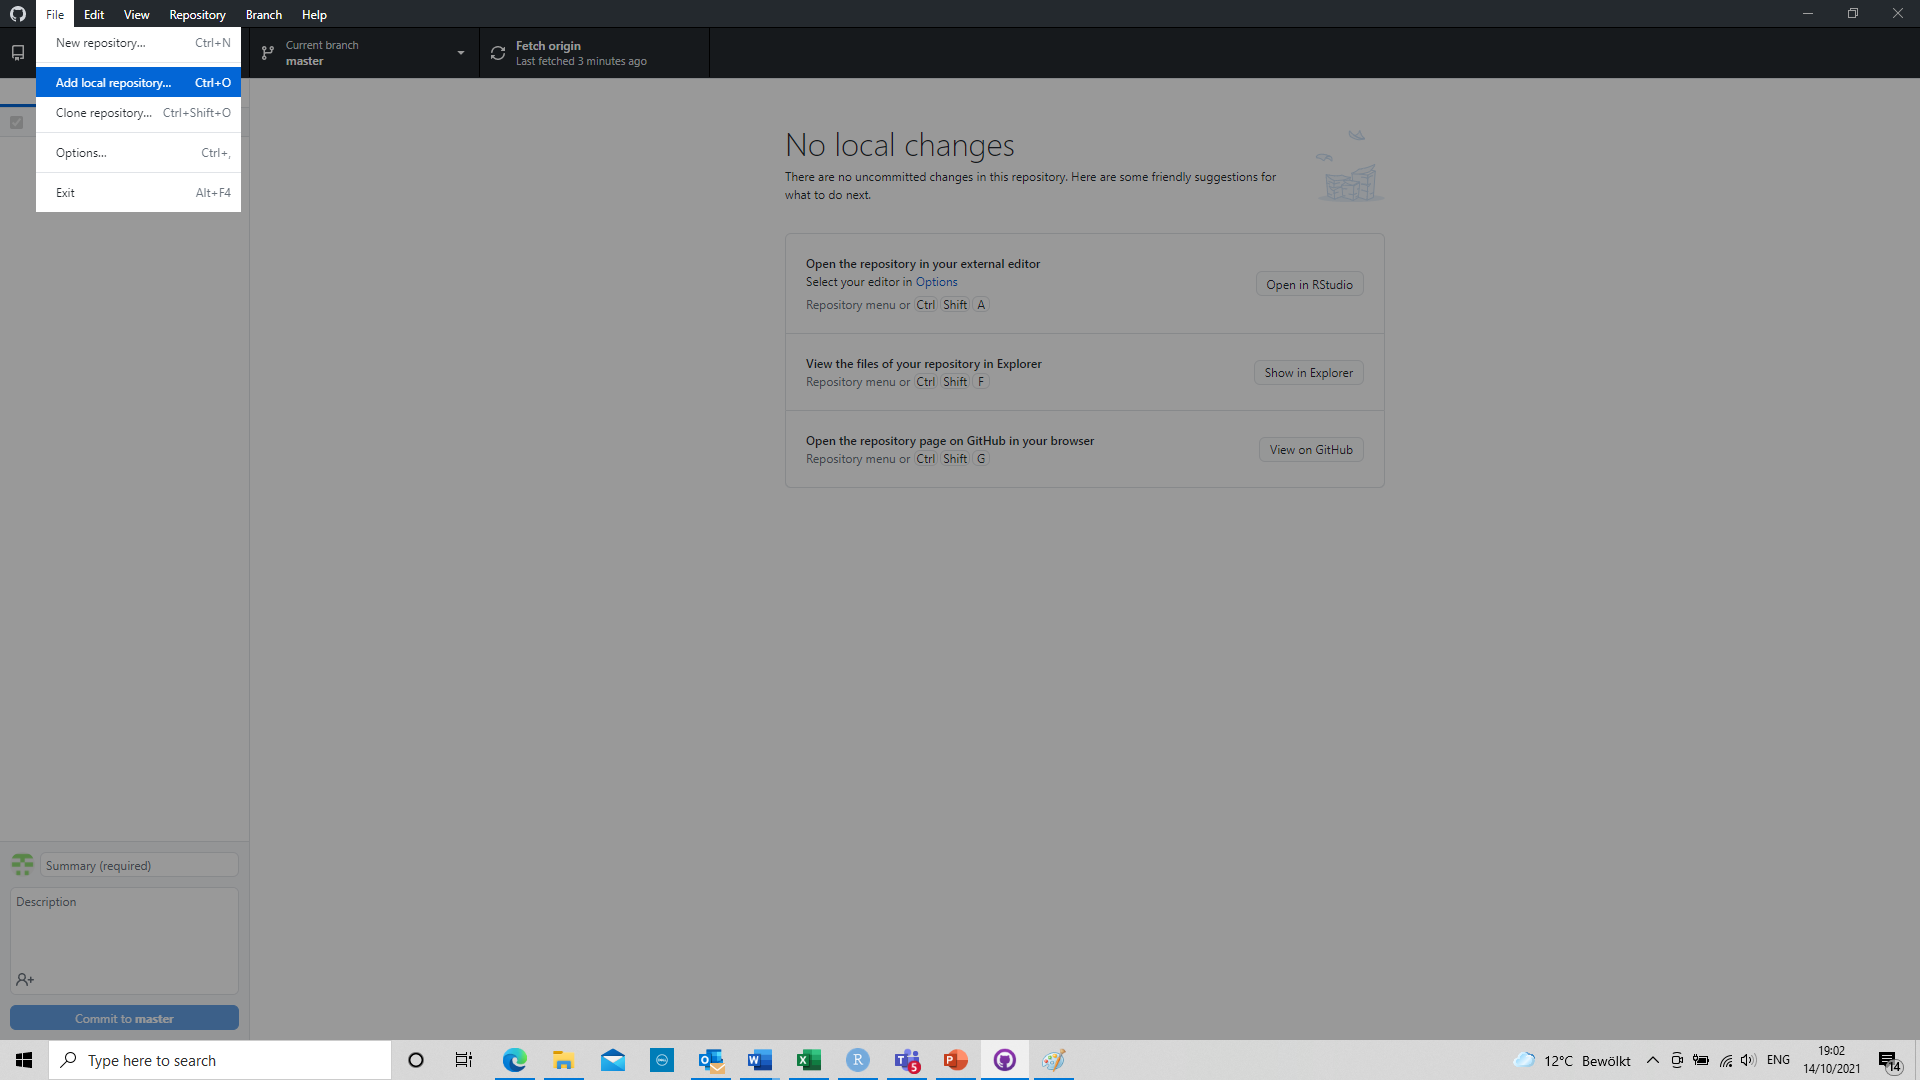 File Edit View Repository Branch Help
New repository... Ctrl+N
Add local repository... Ctrl+O
Clone repository... Ctrl+Shift+O
Options... Ctrl+,
Exit Alt+F4
Current branch
master
Fetch origin
Last fetched 3 minutes ago
No local changes
There are no uncommitted changes in this repository. Here are some friendly suggestions for
what to do next.
Open the repository in your external editor
Select your editor in Options
Repository menu or Ctrl Shift A
Open in RStudio
View the files of your repository in Explorer
Repository menu or Ctrl Shift F
Show in Explorer
Open the repository page on GitHub in your browser
Repository menu or Ctrl Shift G
View on GitHub
Summary (required)
Description
Commit to master
Type here to search
12°C Bewölkt
ENG
19:02
14/10/2021
14
5